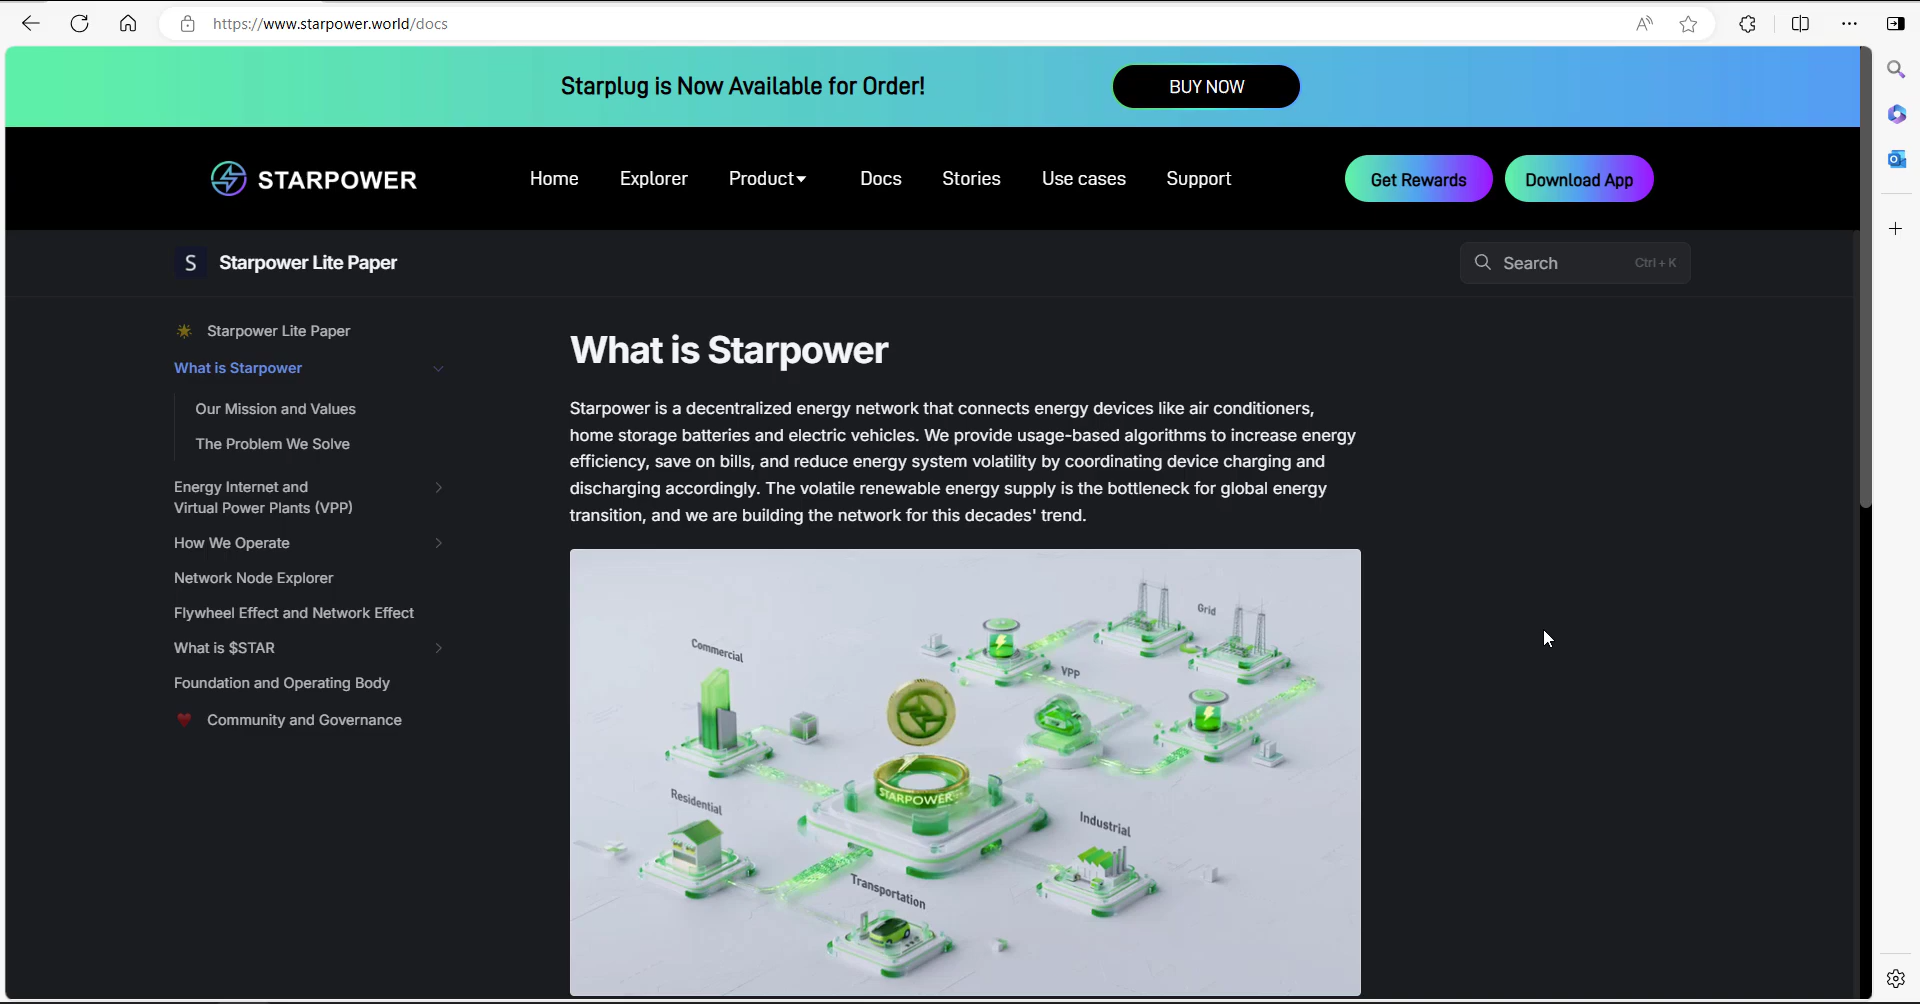 https://www.starpower.world/docs
Starplug is Now Available for Order!
BUY NOW
STARPOWER
Home
Explorer
Product
Docs
Stories
Use cases
Support
Get Rewards
Download App
S
Starpower Lite Paper
Search
Ctrl + K
Starpower Lite Paper
What is Starpower
Our Mission and Values
The Problem We Solve
Energy Internet and
Virtual Power Plants (VPP)
How We Operate
Network Node Explorer
Flywheel Effect and Network Effect
What is $STAR
Foundation and Operating Body
Community and Governance
What is Starpower
Starpower is a decentralized energy network that connects energy devices like air conditioners,
home storage batteries and electric vehicles. We provide usage-based algorithms to increase energy
efficiency, save on bills, and reduce energy system volatility by coordinating device charging and
discharging accordingly. The volatile renewable energy supply is the bottleneck for global energy
transition, and we are building the network for this decades' trend.
Grid
Commercial
VPP
STARPOWER
Residential
Industrial
Transportation